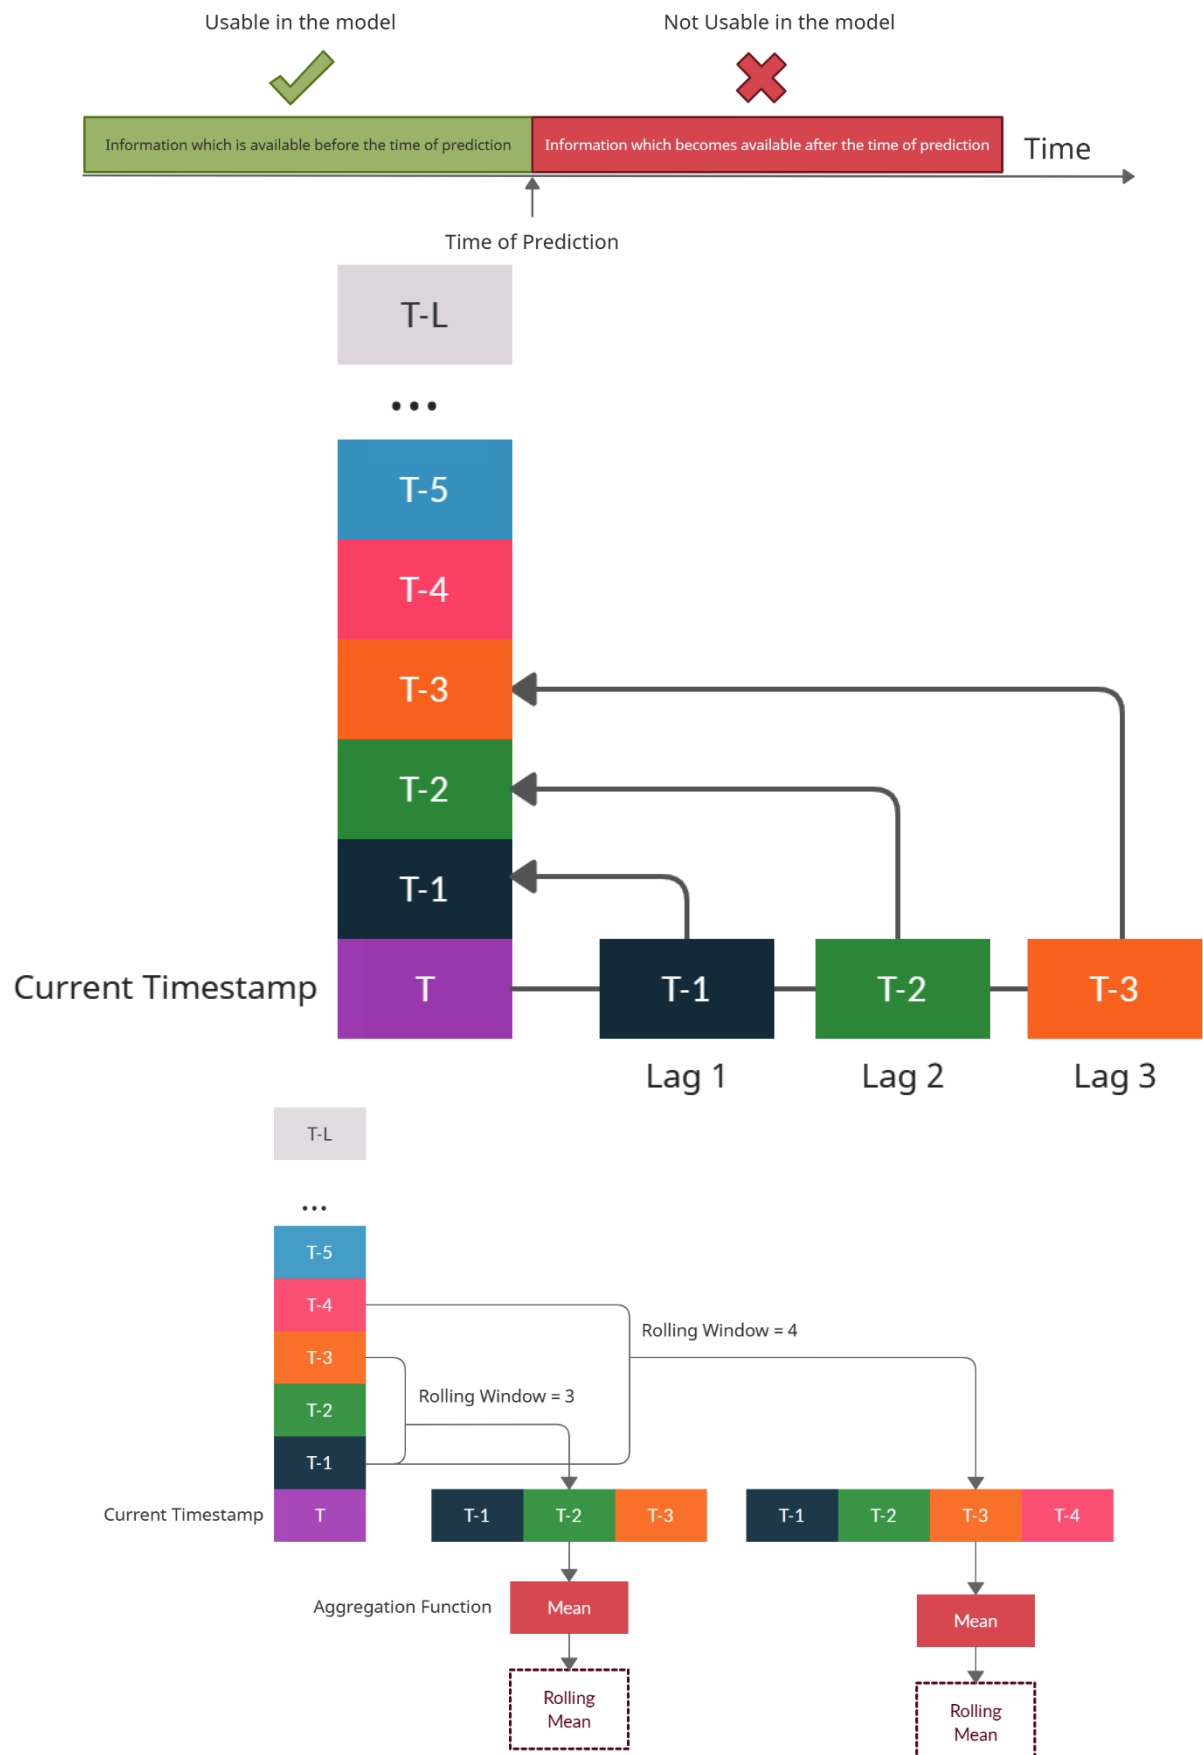 Usable in the model
Not Usable in the model
Information which is available before the time of prediction
Information which becomes available after the time of prediction
Time
Time of Prediction
T-L
...
T-5
T-4
T-3
T-2
T-1
Current Timestamp
T
T-1
T-2
T-3
Lag 1
Lag 2
Lag 3
T-L
...
T-5
T-4
Rolling Window = 4
T-3
Rolling Window = 3
T-2
T-1
Current Timestamp
T
T-1
T-2
T-3
T-1
T-2
T-3
T-4
Aggregation Function
Mean
Mean
Rolling
Mean
Rolling
Mean